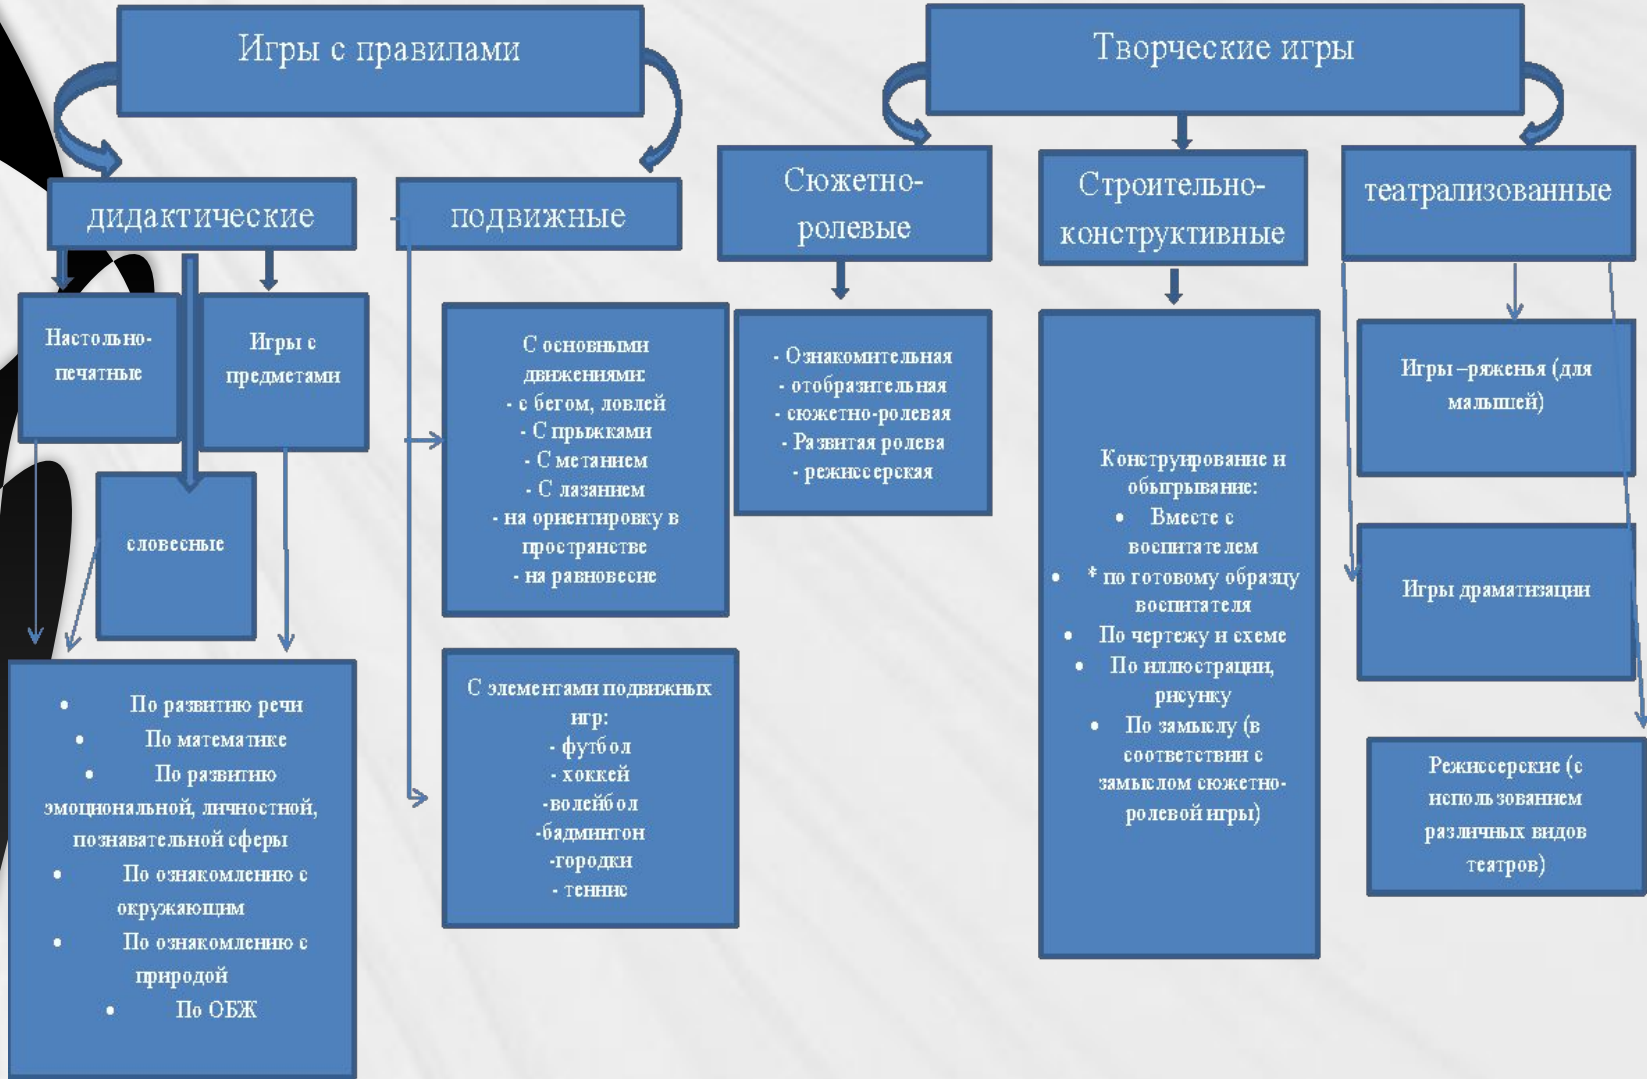 Игры с правилами
дидактические
подвижные
Настольно-
печатные
Игры с
предметами
словесные
По развитию речи
По математике
По развитию
эмоциональной, личностной,
познавательной сферы
По ознакомлению с
окружающим
По ознакомлению с
природой
По ОБЖ
С основными
движениями:
- с бегом, ловлей
- С прыжками
- С метанием
- С лазанием
- на ориентировку в
пространстве
- на равновесие
С элементами подвижных
игр:
- футбол
- хоккей
-волейбол
-бадминтон
-городки
- теннис
Творческие игры
Сюжетно-
ролевые
Строительно-
конструктивные
театрализованные
- Ознакомительная
- отобразительная
- сюжетно-ролевая
- Развитая ролева
- режиссерская
Конструирование и
обыгрывание:
• Вместе с
воспитателем
• * по готовому образцу
воспитателя
• По чертежу и схеме
• По иллюстрации,
рисунку
• По замыслу (в
соответствии с
замыслом сюжетно-
ролевой игры)
Игры –ряженья (для
малышей)
Игры драматизации
Режиссерские (с
использованием
различных видов
театров)